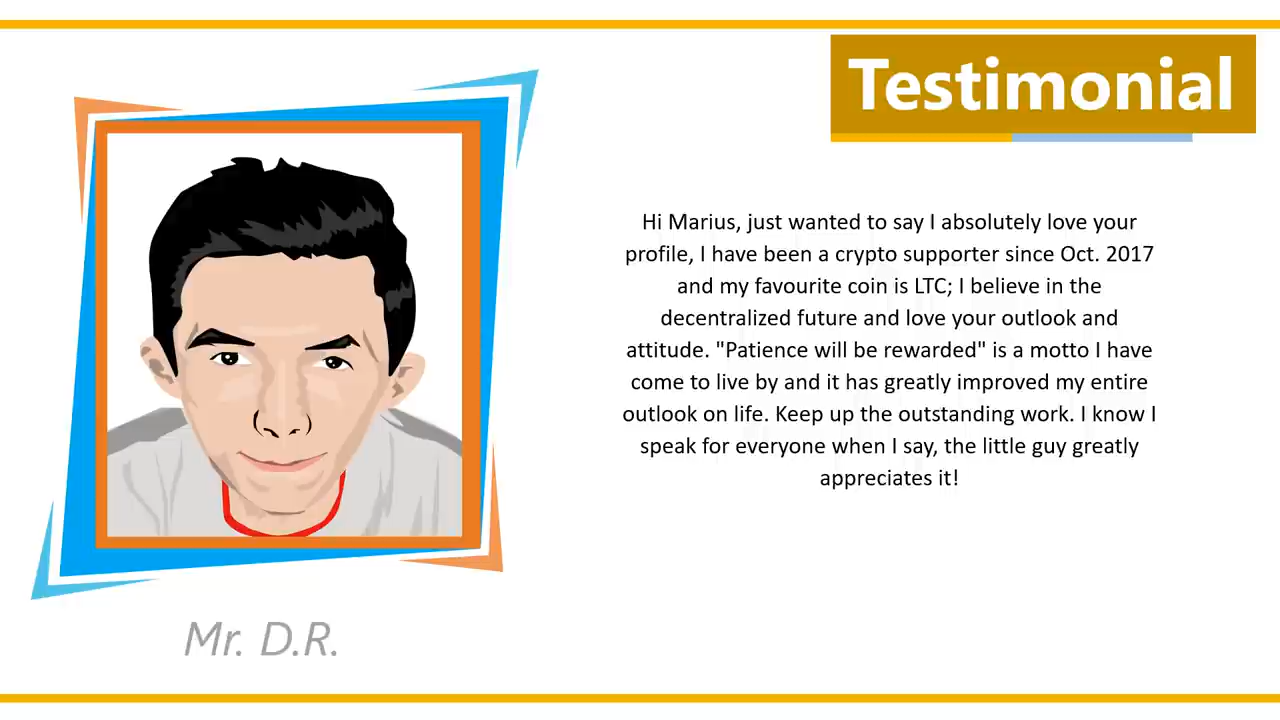 Testimonial
Hi Marius, just wanted to say I absolutely love your
profile, I have been a crypto supporter since Oct. 2017
and my favourite coin is LTC; I believe in the
decentralized future and love your outlook and
attitude. "Patience will be rewarded" is a motto I have
come to live by and it has greatly improved my entire
outlook on life. Keep up the outstanding work. I know I
speak for everyone when I say, the little guy greatly
appreciates it!
Mr. D.R.